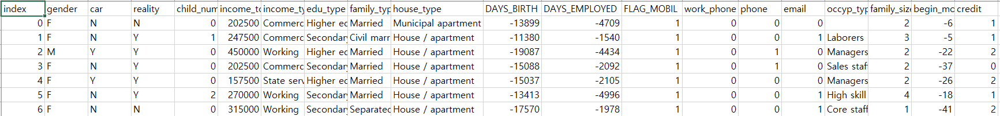 index gender car reality child_num income_to income_ty edu_type family_typ house_type DAYS_BIRTH DAYS_EMPLOYED FLAG_MOBIL work_phone phone email occyp_typ family_size begin_mo credit
0 F N N 0 202500 Commerc Higher ec Married Municipal apartment -13899 -4709 1 0 0 0 2 -6 1
1 F N Y 1 247500 Commerc Secondar Civil marr House / apartment -11380 -1540 1 0 0 1 Laborers 3 -5 1
2 M Y Y 0 450000 Working Higher ec Married House / apartment -19087 -4434 1 0 1 0 Managers 2 -22 2
3 F N Y 0 202500 Commerc Secondar Married House / apartment -15088 -2092 1 0 1 0 Sales staf 2 -37 0
4 F Y Y 0 157500 State serv Higher ec Married House / apartment -15037 -2105 1 0 0 0 Managers 2 -26 2
5 F N Y 2 270000 Working Secondar Married House / apartment -13413 -4996 1 0 0 1 High skill 4 -18 1
6 F N N 0 315000 Working Secondar Separated House / apartment -17570 -1978 1 0 0 1 Core staff 1 -41 2